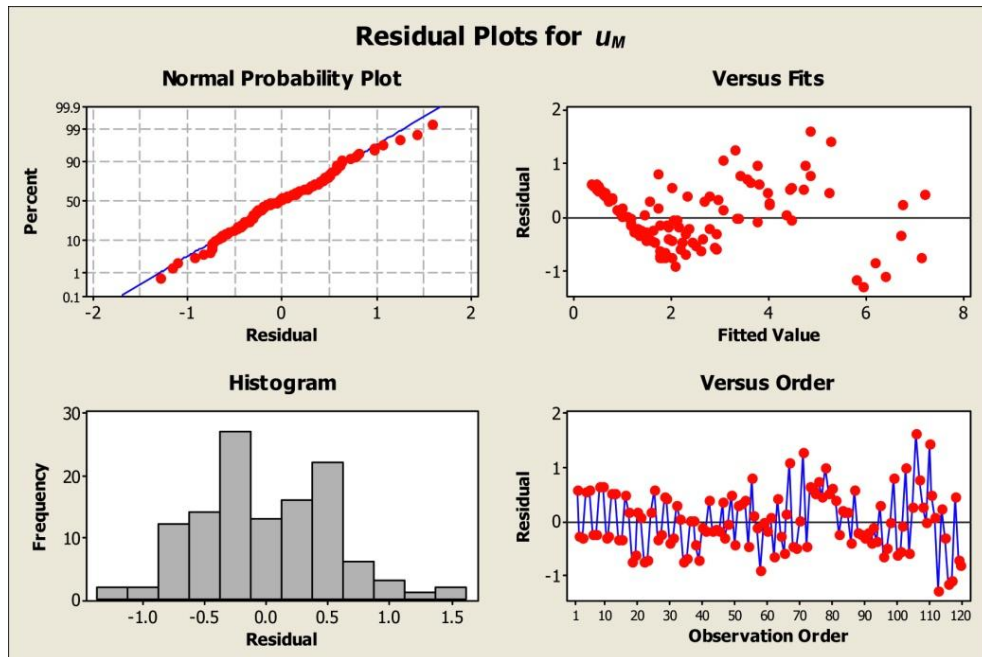 Residual Plots for u_M
Normal Probability Plot
99.9
99
90
50
10
1
0.1
Percent
-2 -1 0 1 2
Residual
Versus Fits
2
1
0
-1
Residual
0 2 4 6 8
Fitted Value
Histogram
30
20
10
0
Frequency
-1.0 -0.5 0.0 0.5 1.0 1.5
Residual
Versus Order
2
1
0
-1
Residual
1 10 20 30 40 50 60 70 80 90 100 110 120
Observation Order